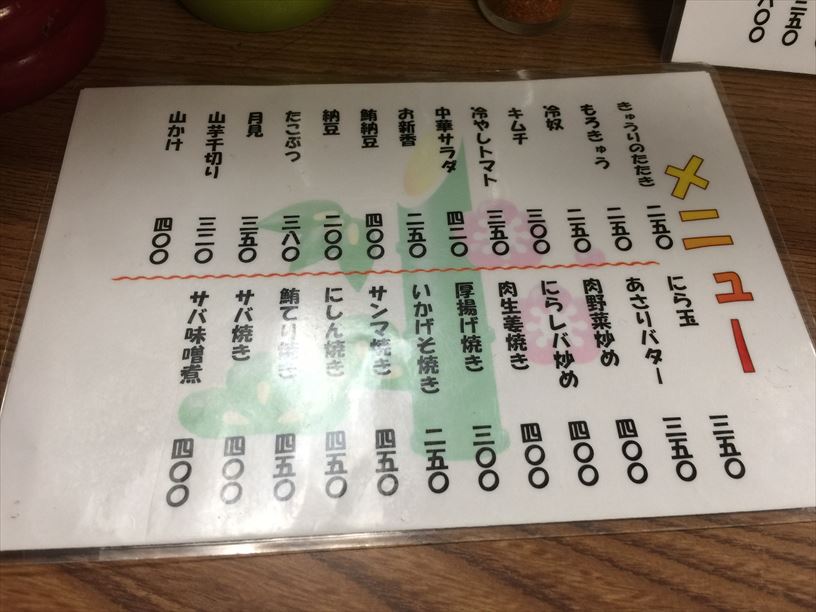 メニュー
きゅうりのたたき 二五〇
もろきゅう 二五〇
冷奴 二五〇
キムチ 三〇〇
冷やしトマト 三五〇
中華サラダ 四二〇
お新香 二五〇
鮪納豆 四〇〇
納豆 二〇〇
たこぶつ 三八〇
月見 三五〇
山芋千切り 三二〇
山かけ 四〇〇
にら玉 三五〇
あさりバター 三五〇
肉野菜炒め 四〇〇
にらレバ炒め 四〇〇
肉生姜焼き 四〇〇
厚揚げ焼き 三〇〇
いかげそ焼き 二五〇
サンマ焼き 四五〇
にしん焼き 四五〇
鮪てり焼き 四五〇
サバ焼き 四〇〇
サバ味噌煮 四〇〇